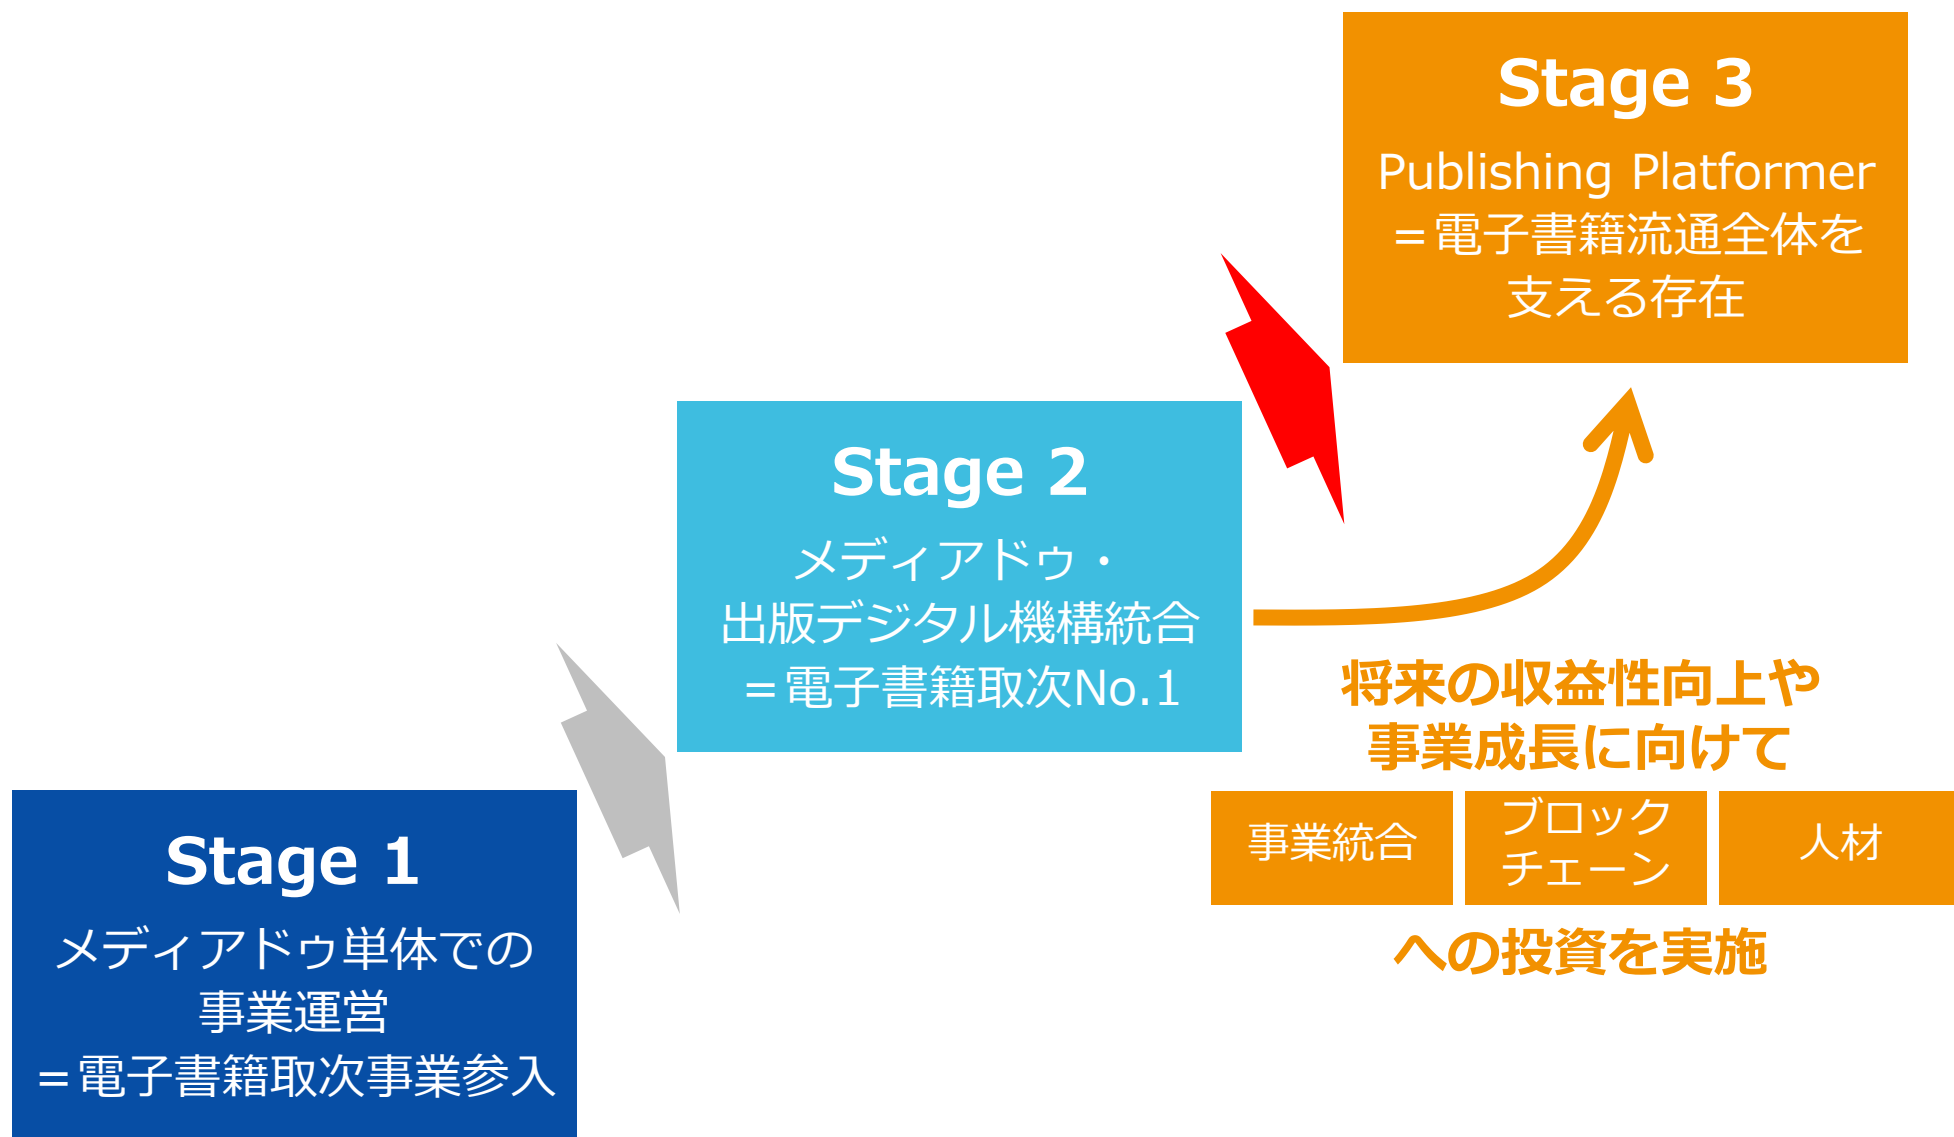 Stage 3
Publishing Platformer
＝電子書籍流通全体を
支える存在
Stage 2
メディアドゥ・
出版デジタル機構統合
＝電子書籍取次No.1
Stage 1
メディアドゥ単体での
事業運営
＝電子書籍取次事業参入
将来の収益性向上や
事業成長に向けて
事業統合
ブロック
チェーン
人材
への投資を実施